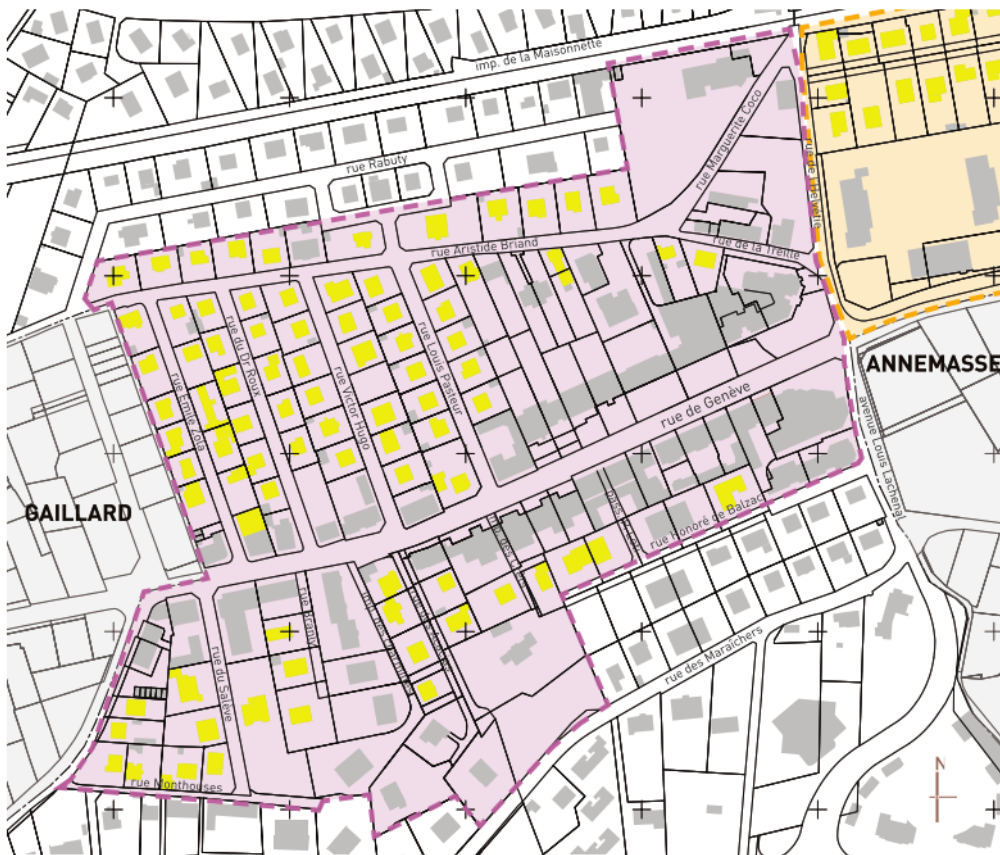 imp. de la Maisonnette
rue Rabuty
rue Marguerite Coco
rue de Helvétie
rue Aristide Briand
rue de la Treille
rue du Dr Roux
rue Emile Zola
rue Victor Hugo
rue Louis Pasteur
rue de Genève
ANNEMASSE
avenue Louis Lachenal
GAILLARD
rue Honoré de Balzac
rue des Maraîchers
rue du Salève
rue Monthouses
N